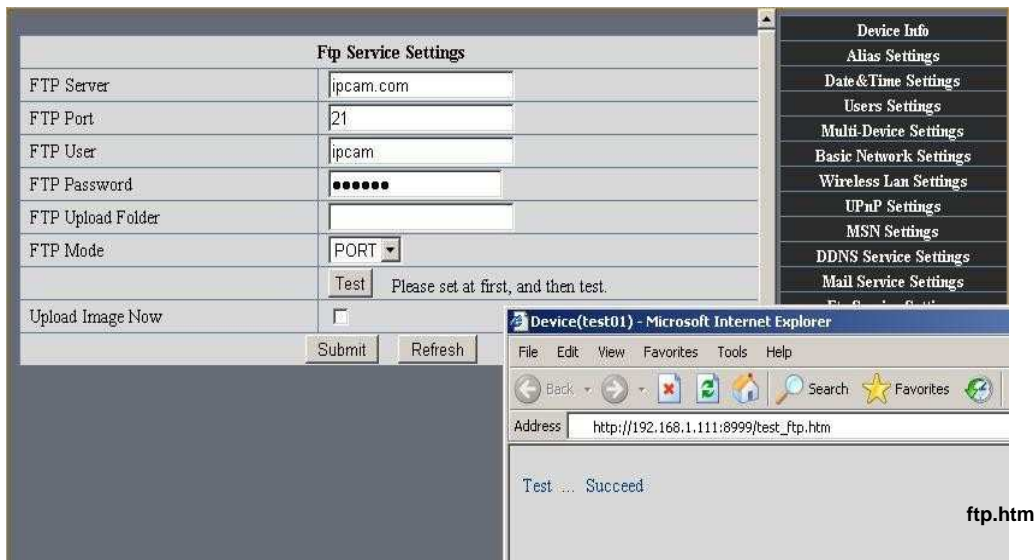 Ftp Service Settings
FTP Server ipcam.com
FTP Port 21
FTP User ipcam
FTP Password ●●●●●●
FTP Upload Folder
FTP Mode PORT
Test Please set at first, and then test.
Upload Image Now
Submit Refresh
Device Info
Alias Settings
Date&Time Settings
Users Settings
Multi-Device Settings
Basic Network Settings
Wireless Lan Settings
UPnP Settings
MSN Settings
DDNS Service Settings
Mail Service Settings
Device(test01) - Microsoft Internet Explorer
File Edit View Favorites Tools Help
Back Search Favorites
Address http://192.168.1.111:8999/test_ftp.htm
Test ... Succeed
ftp.htm